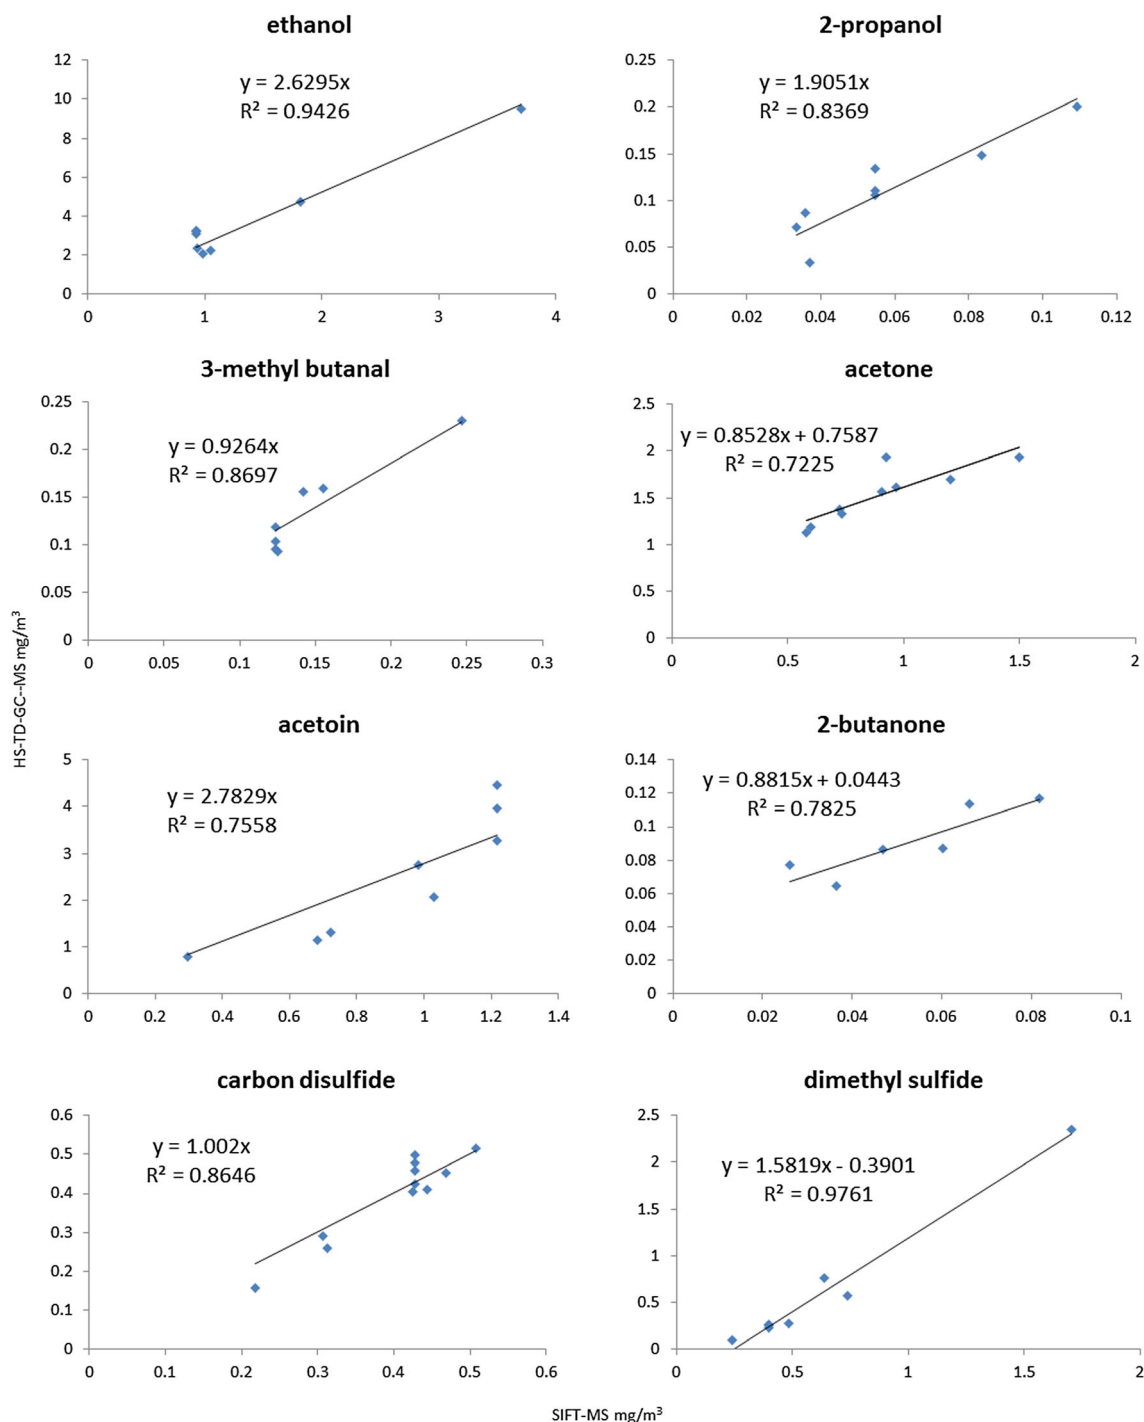 ethanol
12
10
8
6
4
2
0
y = 2.6295x
R² = 0.9426
0 1 2 3 4
2-propanol
0.25
0.2
0.15
0.1
0.05
0
y = 1.9051x
R² = 0.8369
0 0.02 0.04 0.06 0.08 0.1 0.12
3-methyl butanal
0.25
0.2
0.15
0.1
0.05
0
y = 0.9264x
R² = 0.8697
0 0.05 0.1 0.15 0.2 0.25 0.3
acetone
2.5
2
1.5
1
0.5
0
y = 0.8528x + 0.7587
R² = 0.7225
0 0.5 1 1.5 2
HS-TD-GC--MS mg/m³
acetoin
5
4
3
2
1
0
y = 2.7829x
R² = 0.7558
0 0.2 0.4 0.6 0.8 1 1.2 1.4
2-butanone
0.14
0.12
0.1
0.08
0.06
0.04
0.02
0
y = 0.8815x + 0.0443
R² = 0.7825
0 0.02 0.04 0.06 0.08 0.1
carbon disulfide
0.6
0.5
0.4
0.3
0.2
0.1
0
y = 1.002x
R² = 0.8646
0 0.1 0.2 0.3 0.4 0.5 0.6
dimethyl sulfide
2.5
2
1.5
1
0.5
0
y = 1.5819x - 0.3901
R² = 0.9761
0 0.5 1 1.5 2
SIFT-MS mg/m³